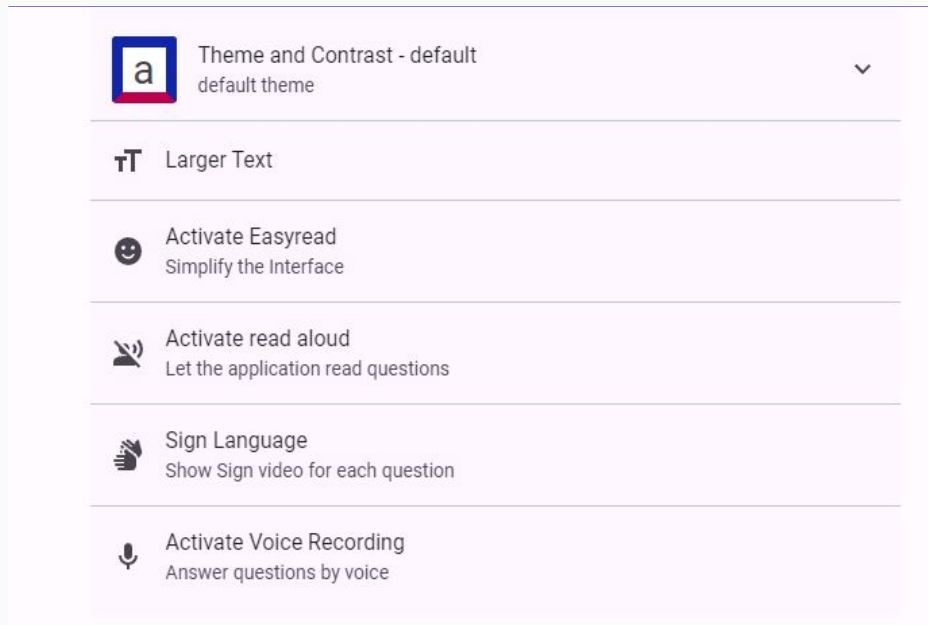 a
Theme and Contrast - default
default theme
Larger Text
Activate Easyread
Simplify the Interface
Activate read aloud
Let the application read questions
Sign Language
Show Sign video for each question
Activate Voice Recording
Answer questions by voice